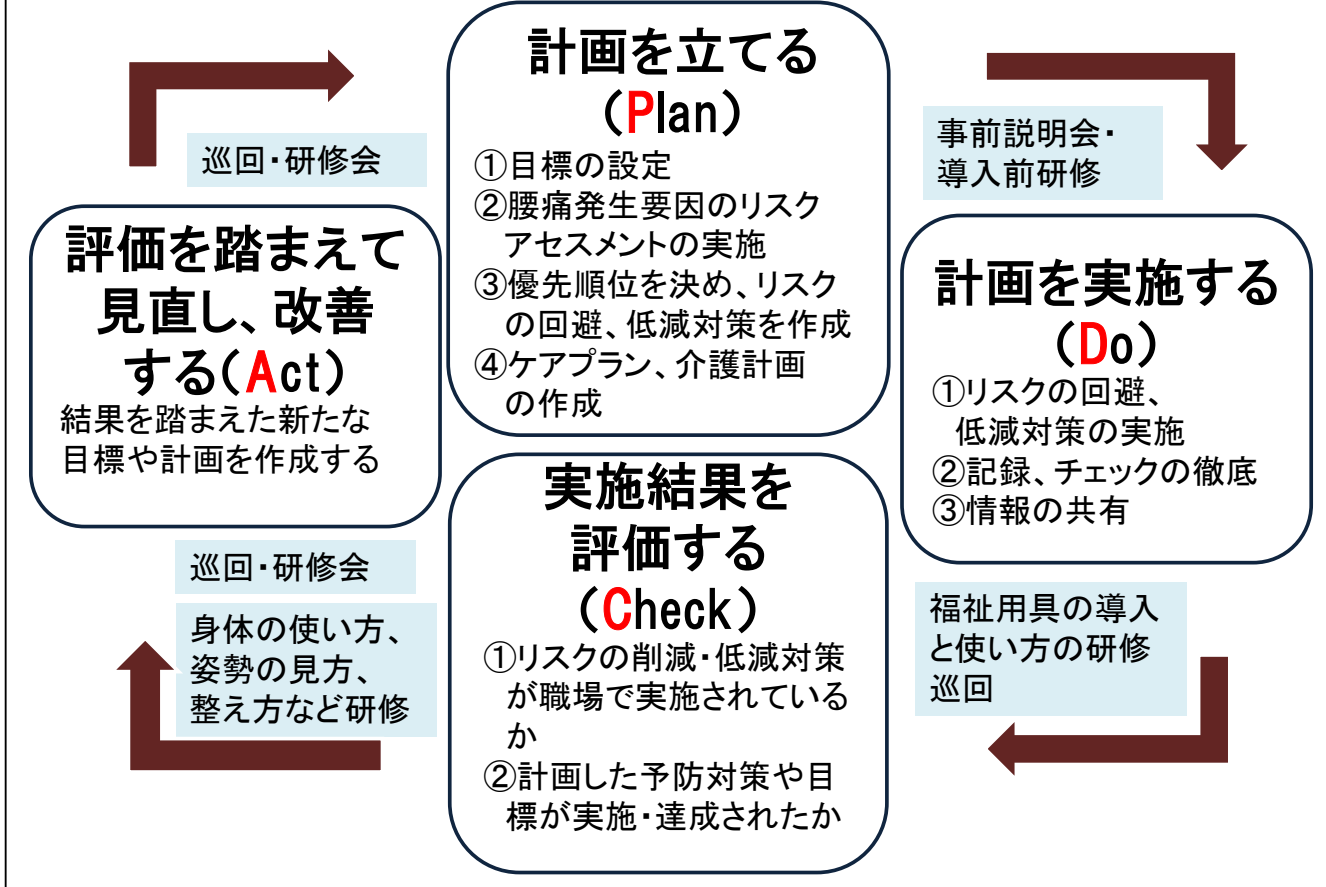 計画を立てる
(Plan)
①目標の設定
②腰痛発生要因のリスク
アセスメントの実施
③優先順位を決め、リスク
の回避、低減対策を作成
④ケアプラン、介護計画
の作成
事前説明会・
導入前研修
計画を実施する
(Do)
①リスクの回避、
低減対策の実施
②記録、チェックの徹底
③情報の共有
福祉用具の導入
と使い方の研修
巡回
実施結果を
評価する
(Check)
①リスクの削減・低減対策
が職場で実施されている
か
②計画した予防対策や目
標が実施・達成されたか
巡回・研修会
身体の使い方、
姿勢の見方、
整え方など研修
評価を踏まえて
見直し、改善
する(Act)
結果を踏まえた新たな
目標や計画を作成する
巡回・研修会